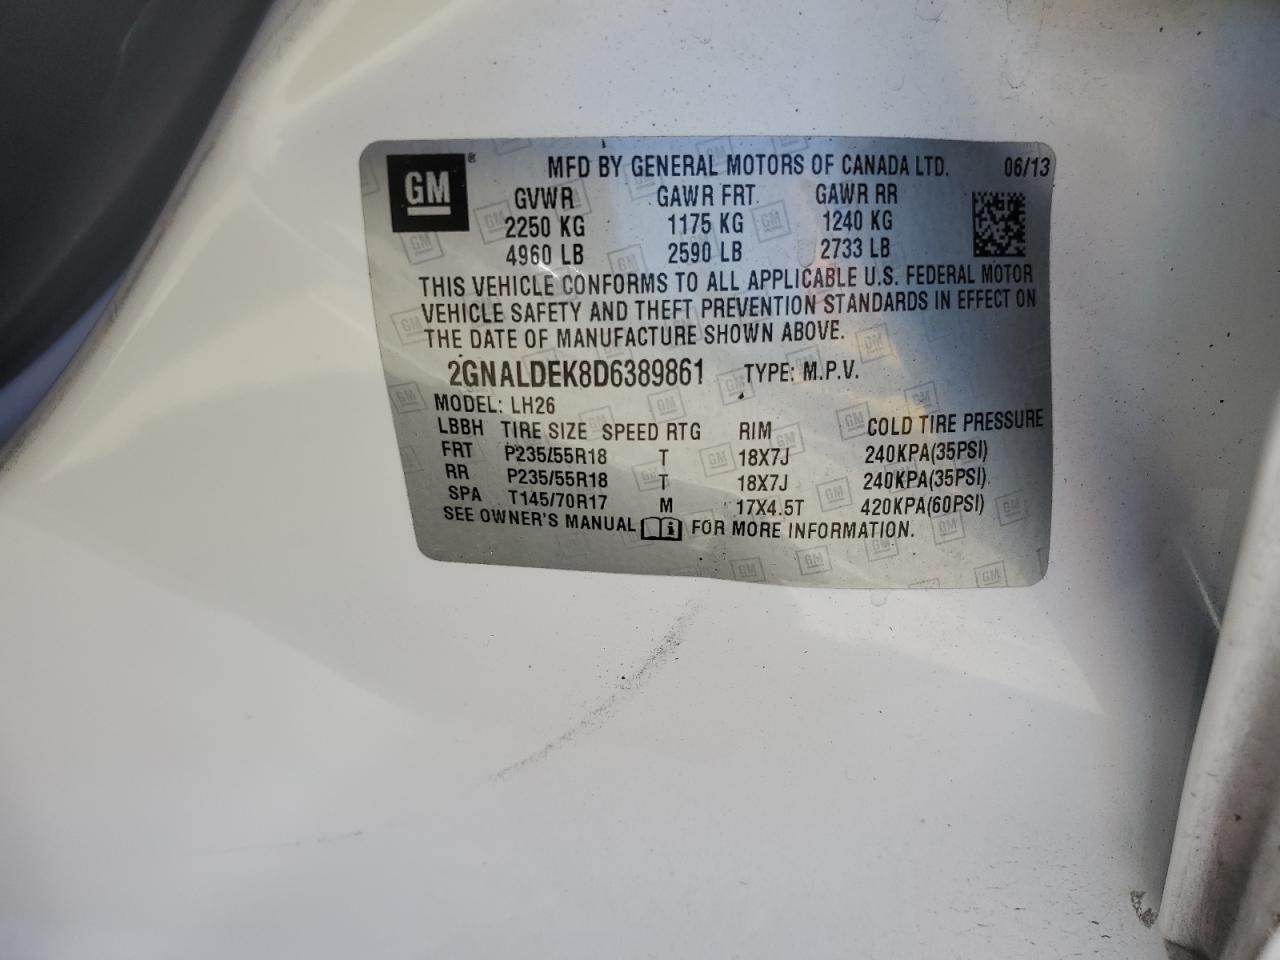 GM ® MFD BY GENERAL MOTORS OF CANADA LTD. 06/13
GVWR GAWR FRT. GAWR RR
2250 KG 1175 KG 1240 KG
4960 LB 2590 LB 2733 LB
THIS VEHICLE CONFORMS TO ALL APPLICABLE U.S. FEDERAL MOTOR
VEHICLE SAFETY AND THEFT PREVENTION STANDARDS IN EFFECT ON
THE DATE OF MANUFACTURE SHOWN ABOVE.
2GNALDEK8D6389861 TYPE: M.P.V.
MODEL: LH26
LBBH TIRE SIZE SPEED RTG RIM COLD TIRE PRESSURE
FRT P235/55R18 T 18X7J 240KPA(35PSI)
RR P235/55R18 T 18X7J 240KPA(35PSI)
SPA T145/70R17 M 17X4.5T 420KPA(60PSI)
SEE OWNER'S MANUAL i FOR MORE INFORMATION.